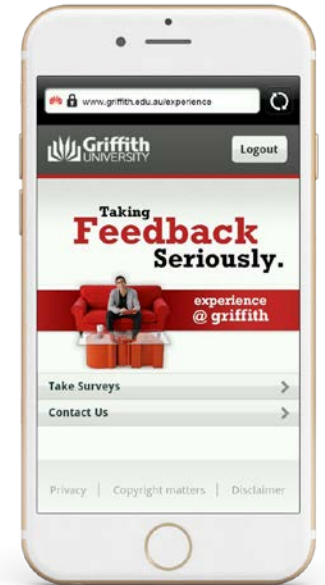 www.griffith.edu.au/experience
Griffith
UNIVERSITY
Logout
Taking
Feedback
Seriously.
experience
@ griffith
Take Surveys
Contact Us
Privacy | Copyright matters | Disclaimer